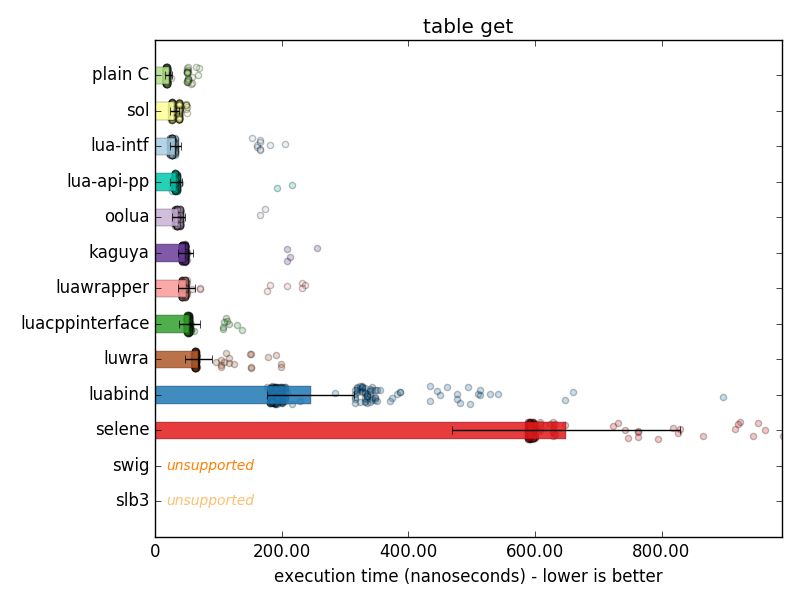 table get
plain C
sol
lua-intf
lua-api-pp
oolua
kaguya
luawrapper
luacppinterface
luwra
luabind
selene
swig unsupported
slb3 unsupported
0 200.00 400.00 600.00 800.00
execution time (nanoseconds) - lower is better